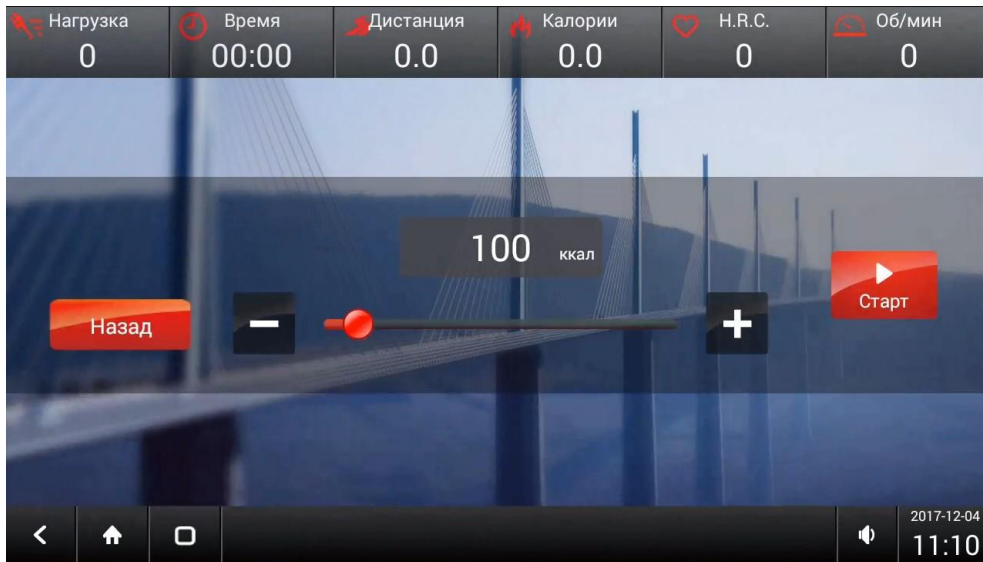 Нагрузка
0
Время
00:00
Дистанция
0.0
Калории
0.0
H.R.C.
0
Об/мин
0
100 ккал
Назад
Старт
2017-12-04
11:10